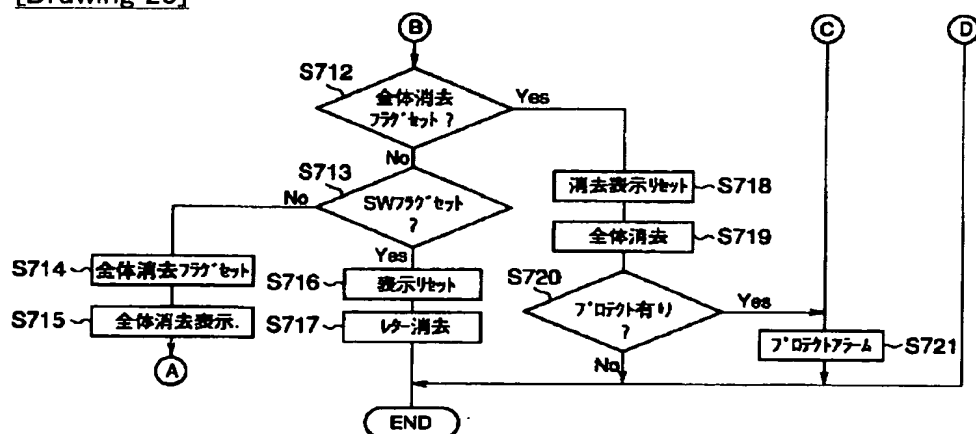 [Drawing 20]
B
C
D
S712
全体消去
フラグセット ?
Yes
No
S713
SWフラグセット
?
No
Yes
消去表示リセット
S718
全体消去
S719
S714
全体消去フラグセット
S716
表示リセット
S720
プロテクト有り
?
Yes
S715
全体消去表示.
S717
レター消去
プロテクトアラーム
S721
No
A
END